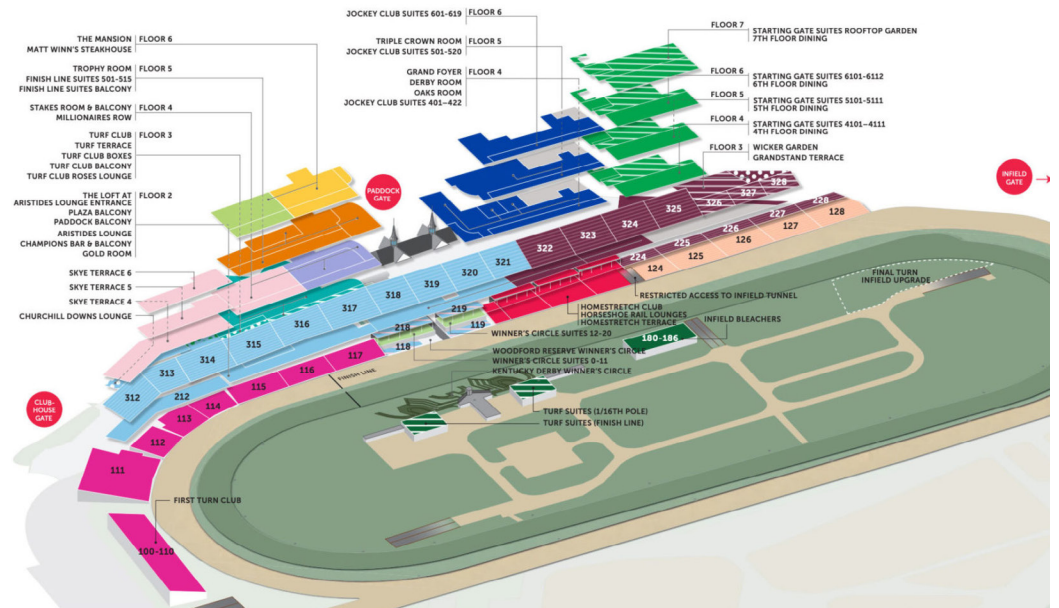 THE MANSION
MATT WINN'S STEAKHOUSE
FLOOR 6
TROPHY ROOM
FINISH LINE SUITES 501-515
FINISH LINE SUITES BALCONY
FLOOR 5
STAKES ROOM & BALCONY
MILLIONAIRES ROW
FLOOR 4
TURF CLUB
TURF TERRACE
TURF CLUB BOXES
TURF CLUB BALCONY
TURF CLUB ROSES LOUNGE
FLOOR 3
THE LOFT AT
ARISTIDES LOUNGE ENTRANCE
PLAZA BALCONY
PADDOCK BALCONY
ARISTIDES LOUNGE
CHAMPIONS BAR & BALCONY
GOLD ROOM
FLOOR 2
SKYE TERRACE 6
SKYE TERRACE 5
SKYE TERRACE 4
CHURCHILL DOWNS LOUNGE
JOCKEY CLUB SUITES 601-619
FLOOR 6
TRIPLE CROWN ROOM
JOCKEY CLUB SUITES 501-520
FLOOR 5
GRAND FOYER
DERBY ROOM
OAKS ROOM
JOCKEY CLUB SUITES 401–422
FLOOR 4
FLOOR 7
STARTING GATE SUITES ROOFTOP GARDEN
7TH FLOOR DINING
FLOOR 6
STARTING GATE SUITES 6101-6112
6TH FLOOR DINING
FLOOR 5
STARTING GATE SUITES 5101-5111
5TH FLOOR DINING
FLOOR 4
STARTING GATE SUITES 4101–4111
4TH FLOOR DINING
FLOOR 3
WICKER GARDEN
GRANDSTAND TERRACE
PADDOCK
GATE
INFIELD
GATE
CLUB-
HOUSE
GATE
312
313
314
315
316
317
318
319
320
321
322
323
324
325
326
327
328
212
218
219
224
225
226
227
228
111
112
113
114
115
116
117
118
119
124
125
126
127
128
100-110
FIRST TURN CLUB
FINISH LINE
RESTRICTED ACCESS TO INFIELD TUNNEL
HOMESTRETCH CLUB
HORSESHOE RAIL LOUNGES
HOMESTRETCH TERRACE
WINNER'S CIRCLE SUITES 12-20
WOODFORD RESERVE WINNER'S CIRCLE
WINNER'S CIRCLE SUITES 0-11
KENTUCKY DERBY WINNER'S CIRCLE
INFIELD BLEACHERS
180-186
FINAL TURN
INFIELD UPGRADE
TURF SUITES (1/16TH POLE)
TURF SUITES (FINISH LINE)